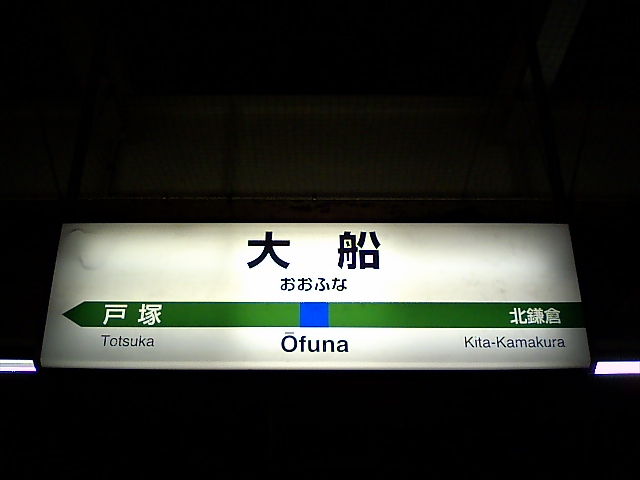 大 船
おおふな
戸 塚
北鎌倉
Totsuka
Ōfuna
Kita-Kamakura